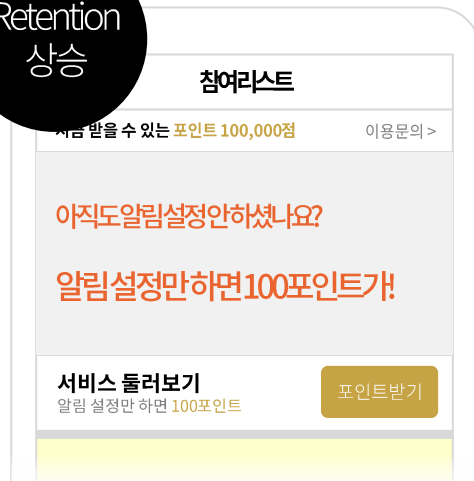 Retention
상승
참여리스트
지금 받을 수 있는 포인트 100,000점
이용문의 >
아직도 알림설정 안 하셨나요?
알림 설정만 하면 100포인트가!
서비스 둘러보기
알림 설정만 하면 100포인트
포인트받기